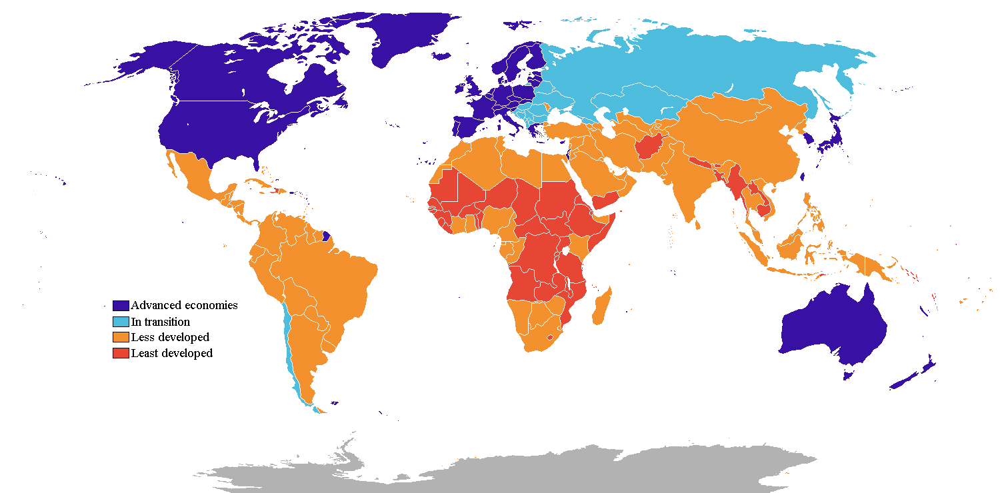 Advanced economies
In transition
Less developed
Least developed